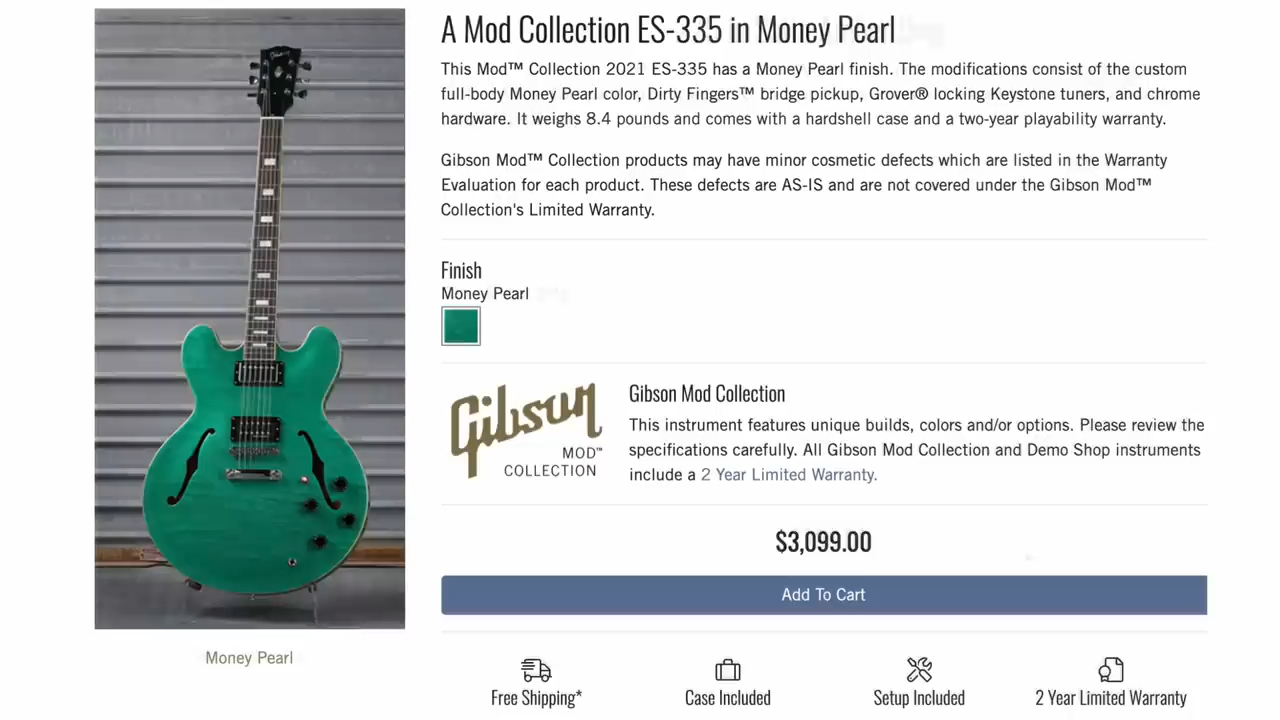 A Mod Collection ES-335 in Money Pearl
This Mod™ Collection 2021 ES-335 has a Money Pearl finish. The modifications consist of the custom
full-body Money Pearl color, Dirty Fingers™ bridge pickup, Grover® locking Keystone tuners, and chrome
hardware. It weighs 8.4 pounds and comes with a hardshell case and a two-year playability warranty.
Gibson Mod™ Collection products may have minor cosmetic defects which are listed in the Warranty
Evaluation for each product. These defects are AS-IS and are not covered under the Gibson Mod™
Collection's Limited Warranty.
Finish
Money Pearl
Gibson
MOD™
COLLECTION
Gibson Mod Collection
This instrument features unique builds, colors and/or options. Please review the
specifications carefully. All Gibson Mod Collection and Demo Shop instruments
include a 2 Year Limited Warranty.
$3,099.00
Add To Cart
Free Shipping*
Case Included
Setup Included
2 Year Limited Warranty
Gibson
Money Pearl